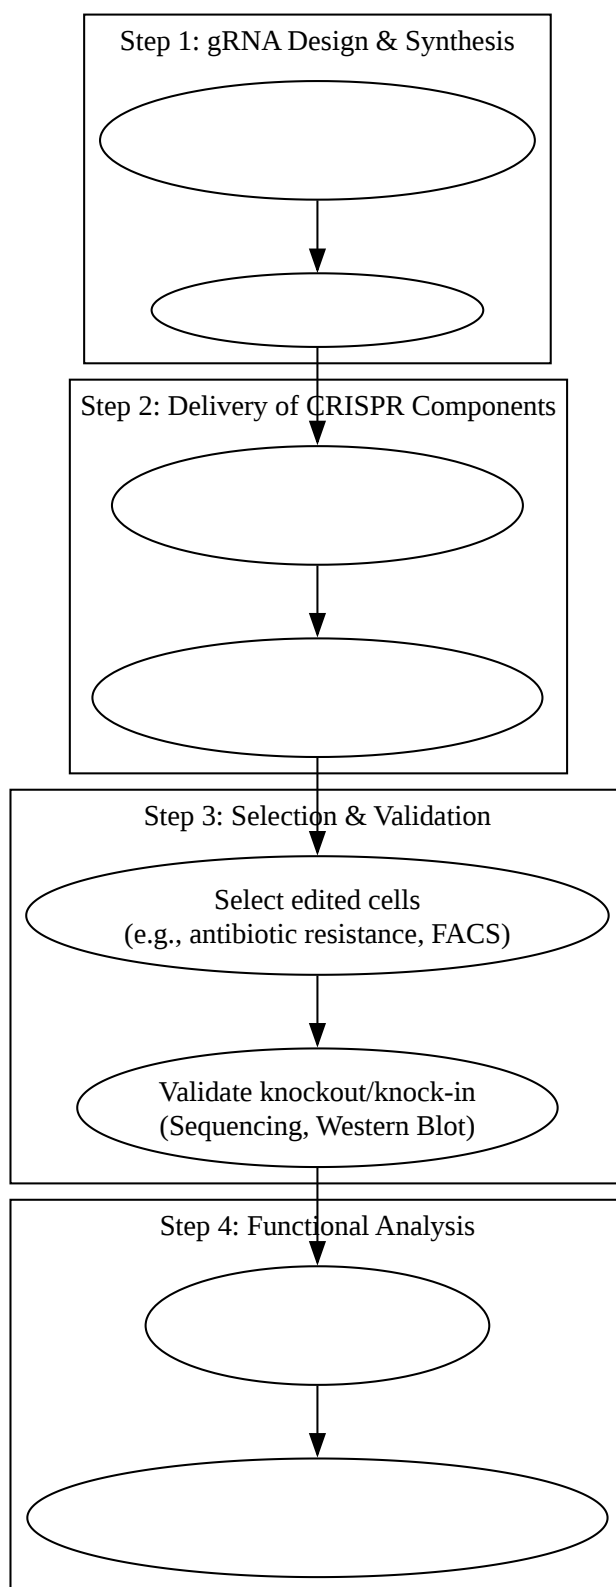 Step 1: gRNA Design & Synthesis
Step 2: Delivery of CRISPR Components
Step 3: Selection & Validation
Select edited cells
(e.g., antibiotic resistance, FACS)
Validate knockout/knock-in
(Sequencing, Western Blot)
Step 4: Functional Analysis